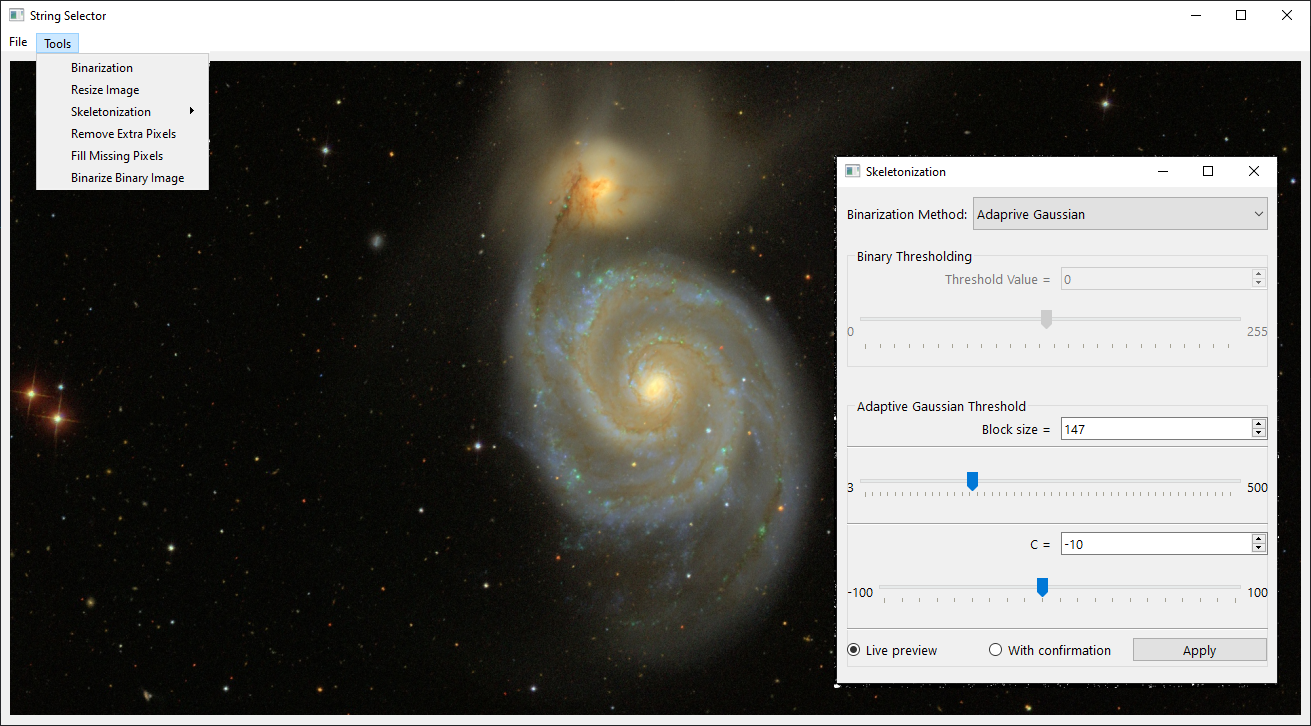 String Selector
File Tools
Binarization
Resize Image
Skeletonization
Remove Extra Pixels
Fill Missing Pixels
Binarize Binary Image
Skeletonization
Binarization Method: Adaprive Gaussian
Binary Thresholding
Threshold Value = 0
0 255
Adaptive Gaussian Threshold
Block size = 147
3 500
C = -10
-100 100
Live preview With confirmation Apply